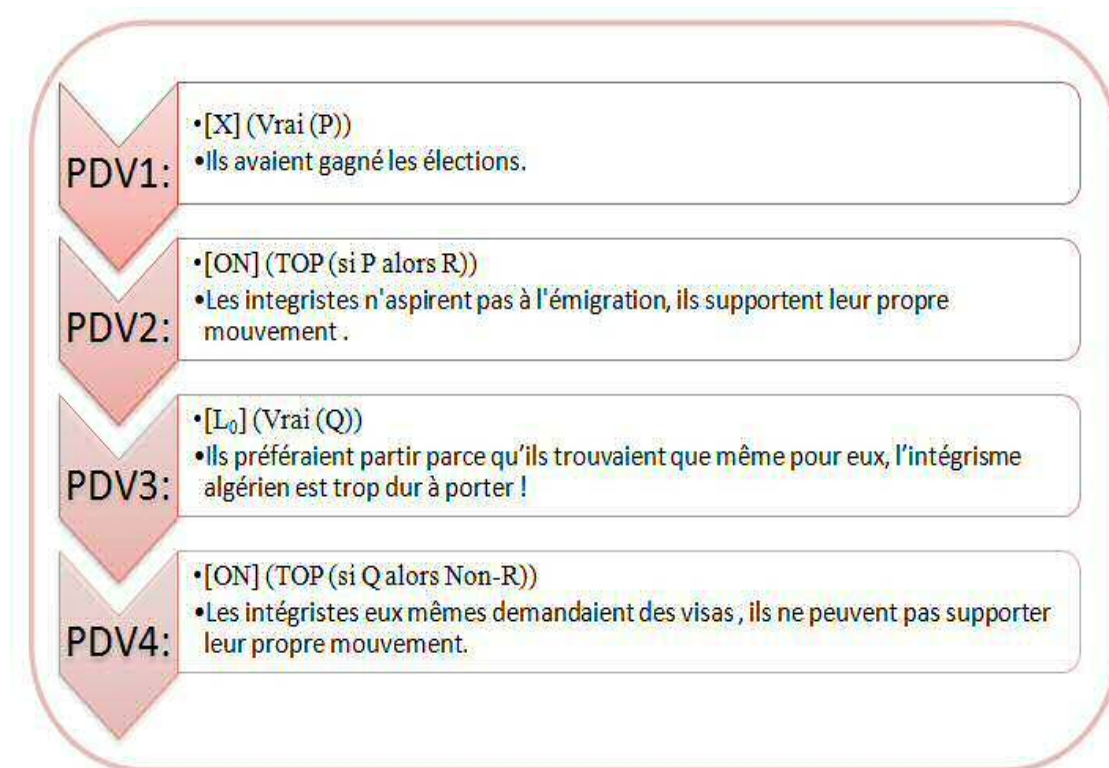 PDV1:
•[X] (Vrai (P))
•Ils avaient gagné les élections.
PDV2:
•[ON] (TOP (si P alors R))
•Les integristes n'aspirent pas à l'émigration, ils supportent leur propre
mouvement .
PDV3:
•[L₀] (Vrai (Q))
•Ils préféraient partir parce qu’ils trouvaient que même pour eux, l’intégrisme
algérien est trop dur à porter !
PDV4:
•[ON] (TOP (si Q alors Non-R))
•Les intégristes eux mêmes demandaient des visas , ils ne peuvent pas supporter
leur propre mouvement.